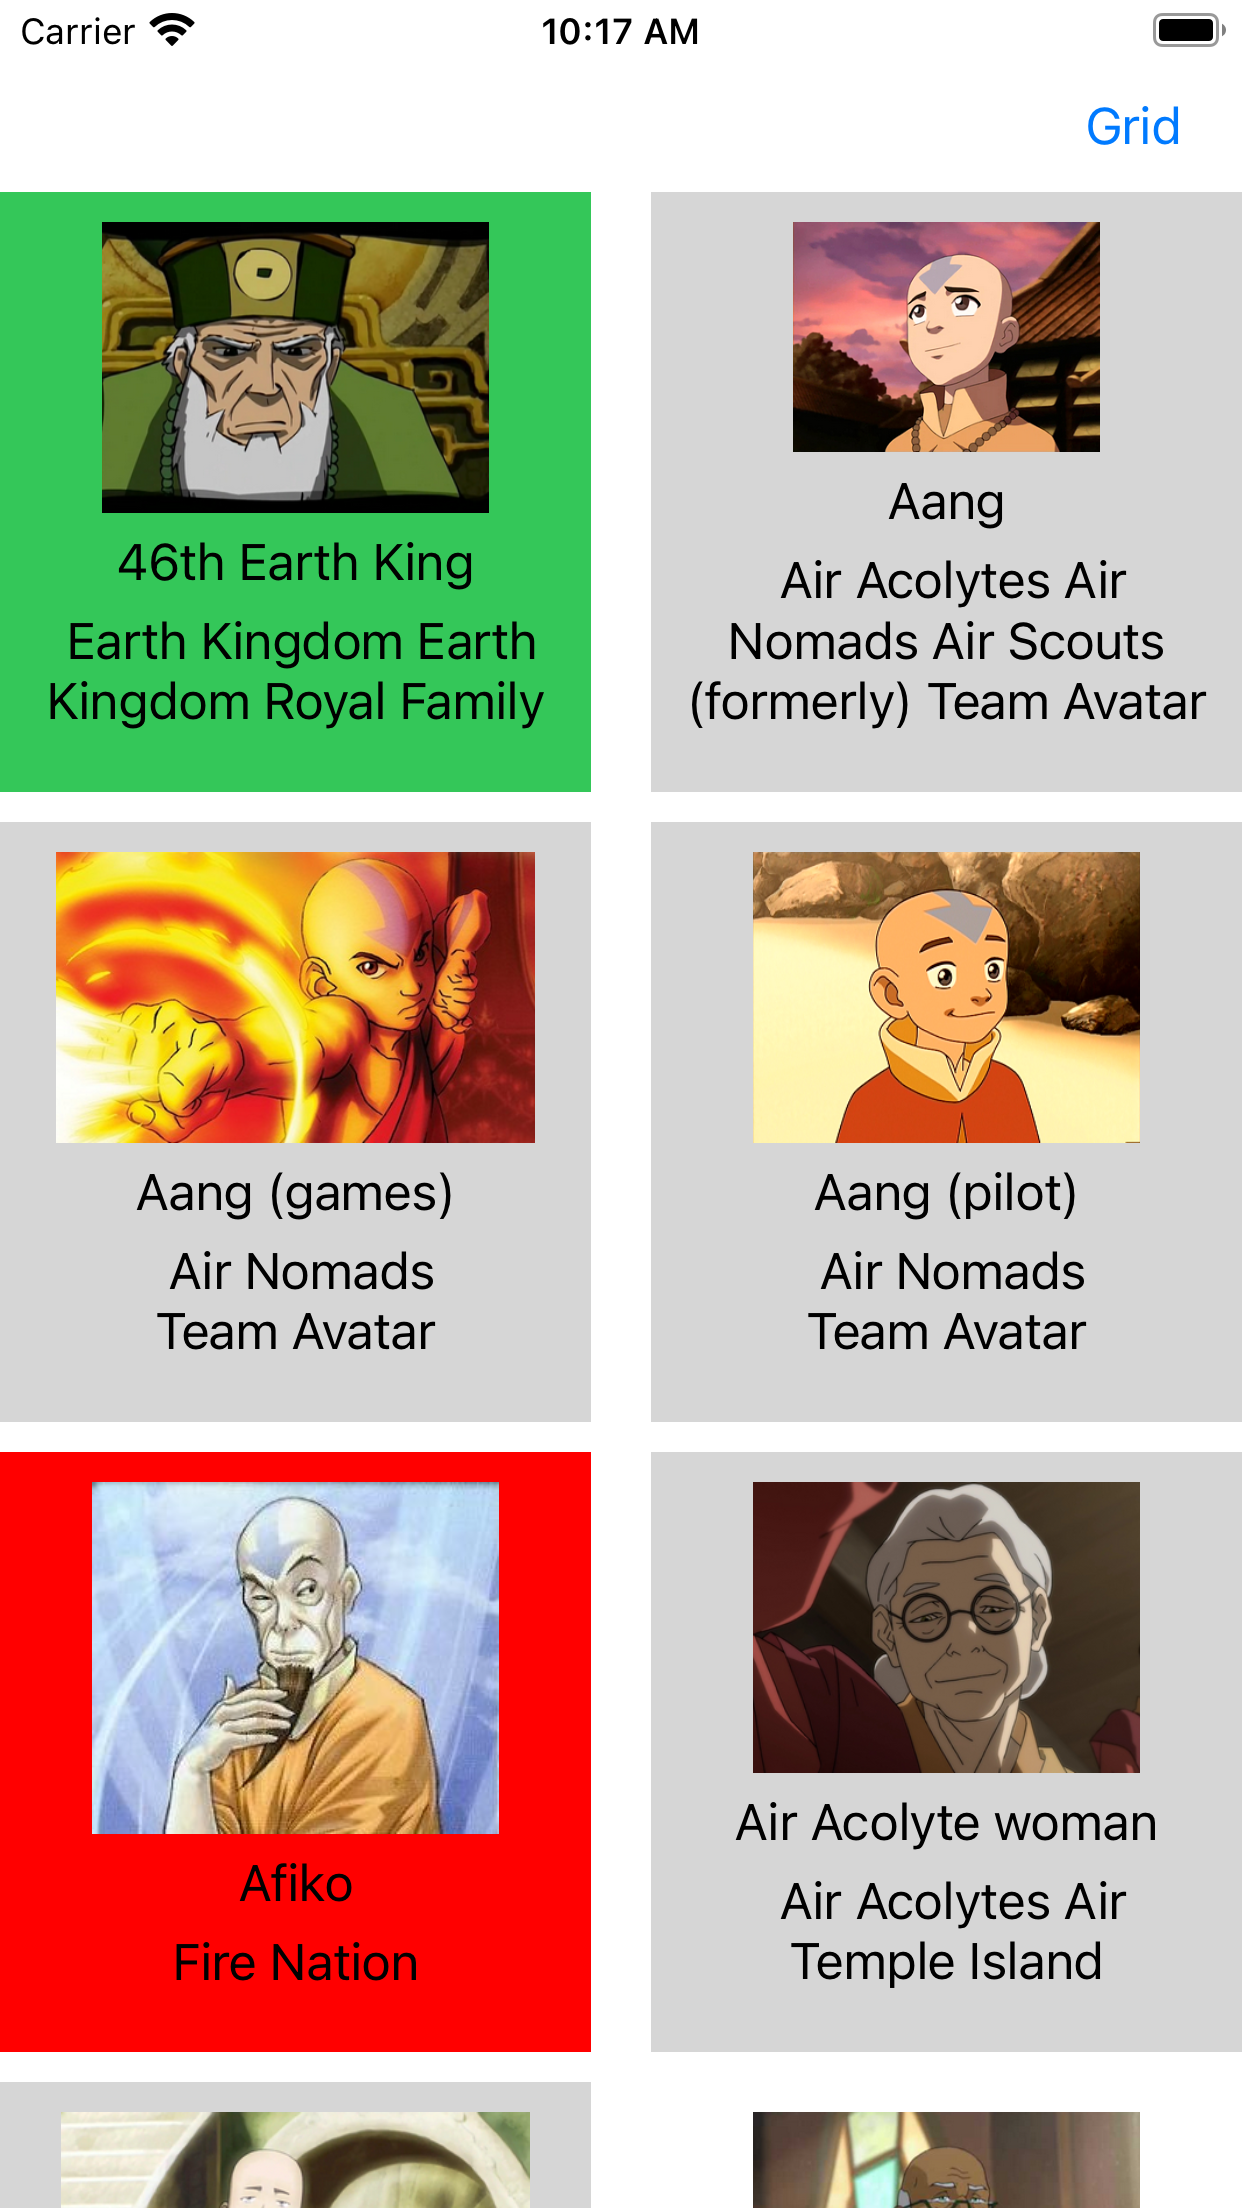 Carrier 10:17 AM
Grid
46th Earth King
Earth Kingdom Earth
Kingdom Royal Family
Aang
Air Acolytes Air
Nomads Air Scouts
(formerly) Team Avatar
Aang (games)
Air Nomads
Team Avatar
Aang (pilot)
Air Nomads
Team Avatar
Afiko
Fire Nation
Air Acolyte woman
Air Acolytes Air
Temple Island